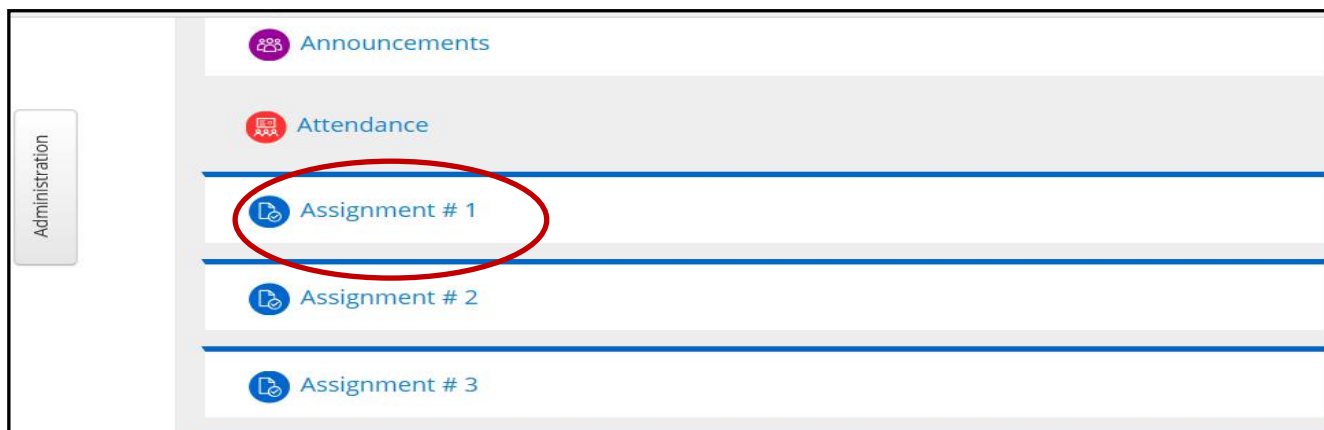 Announcements
Attendance
Administration
Assignment # 1
Assignment # 2
Assignment # 3